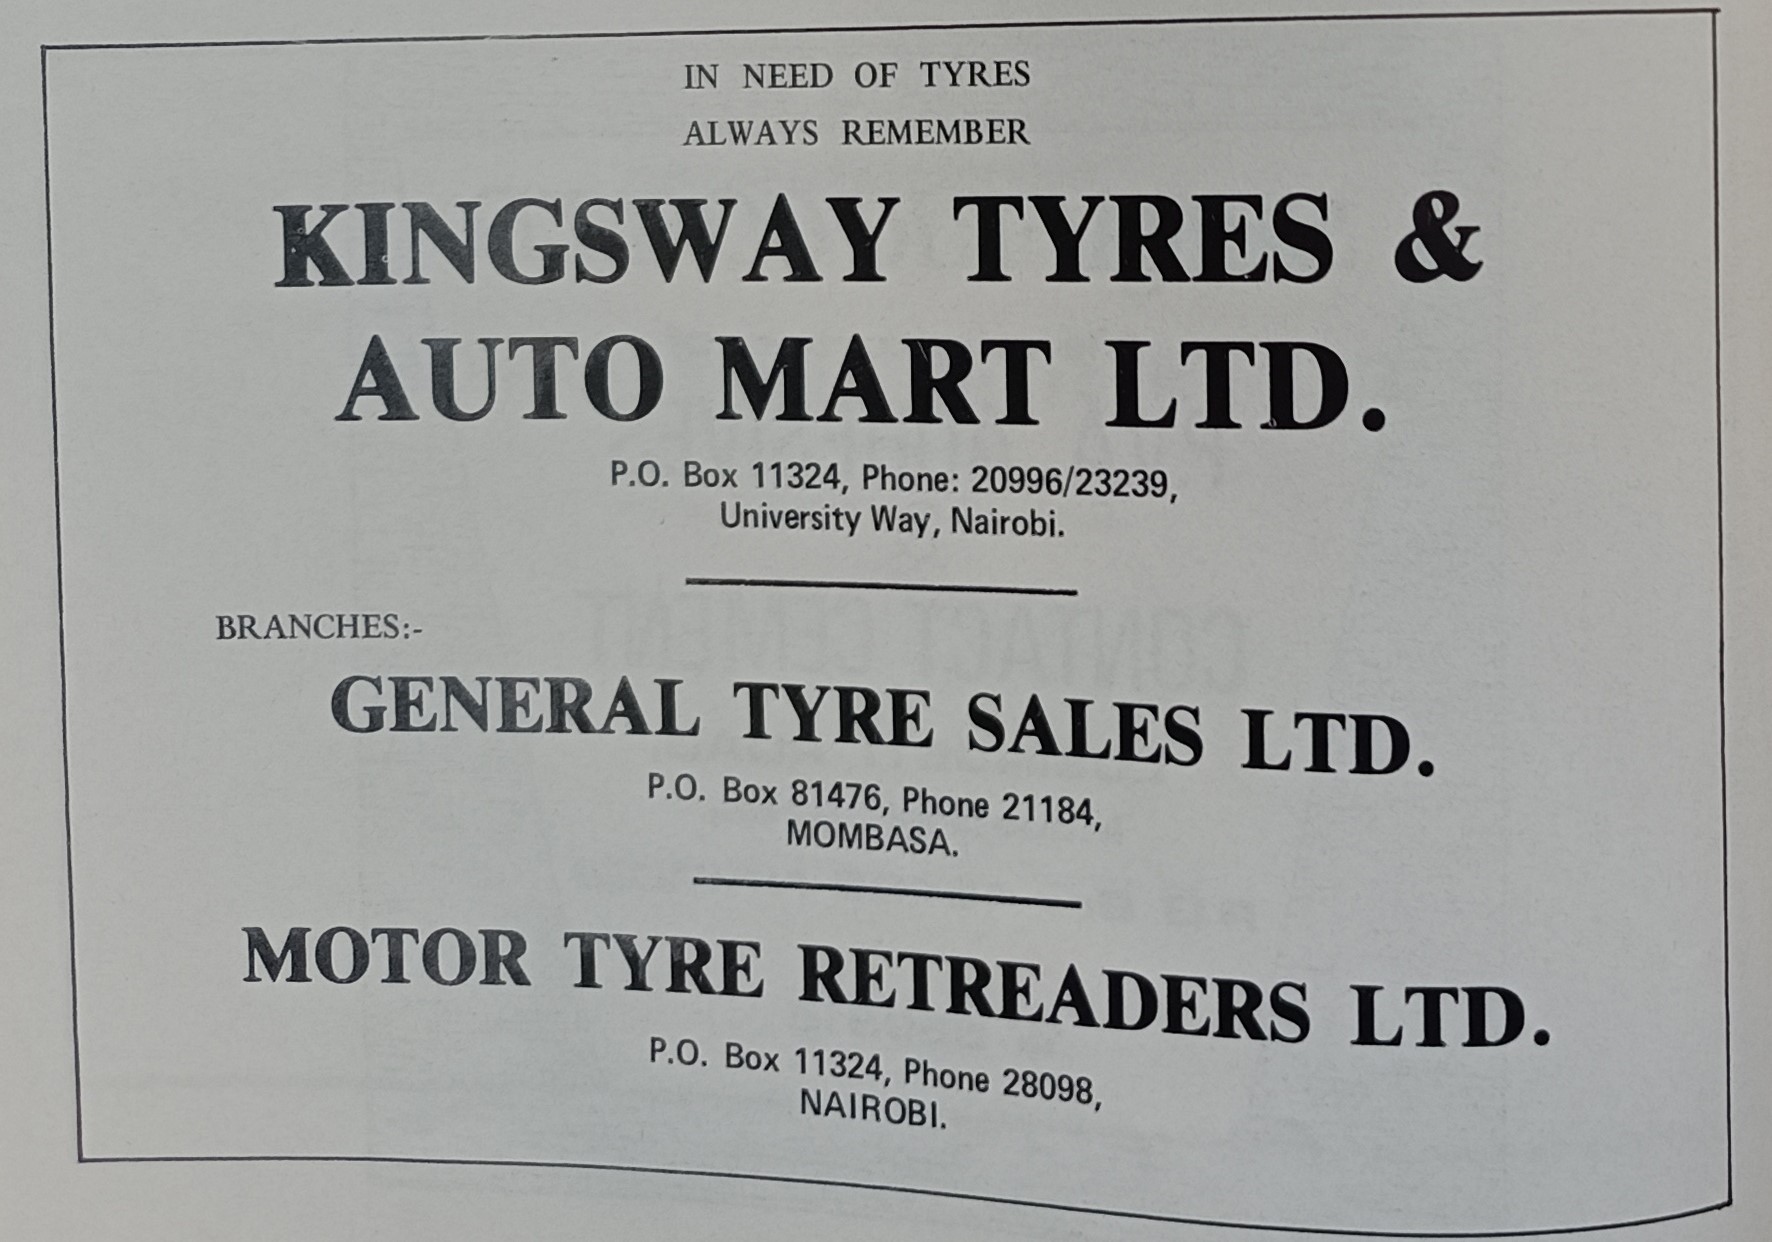 IN NEED OF TYRES
ALWAYS REMEMBER
KINGSWAY TYRES &
AUTO MART LTD.
P.O. Box 11324, Phone: 20996/23239,
University Way, Nairobi.
BRANCHES:-
GENERAL TYRE SALES LTD.
P.O. Box 81476, Phone 21184,
MOMBASA.
MOTOR TYRE RETREADERS LTD.
P.O. Box 11324, Phone 28098,
NAIROBI.